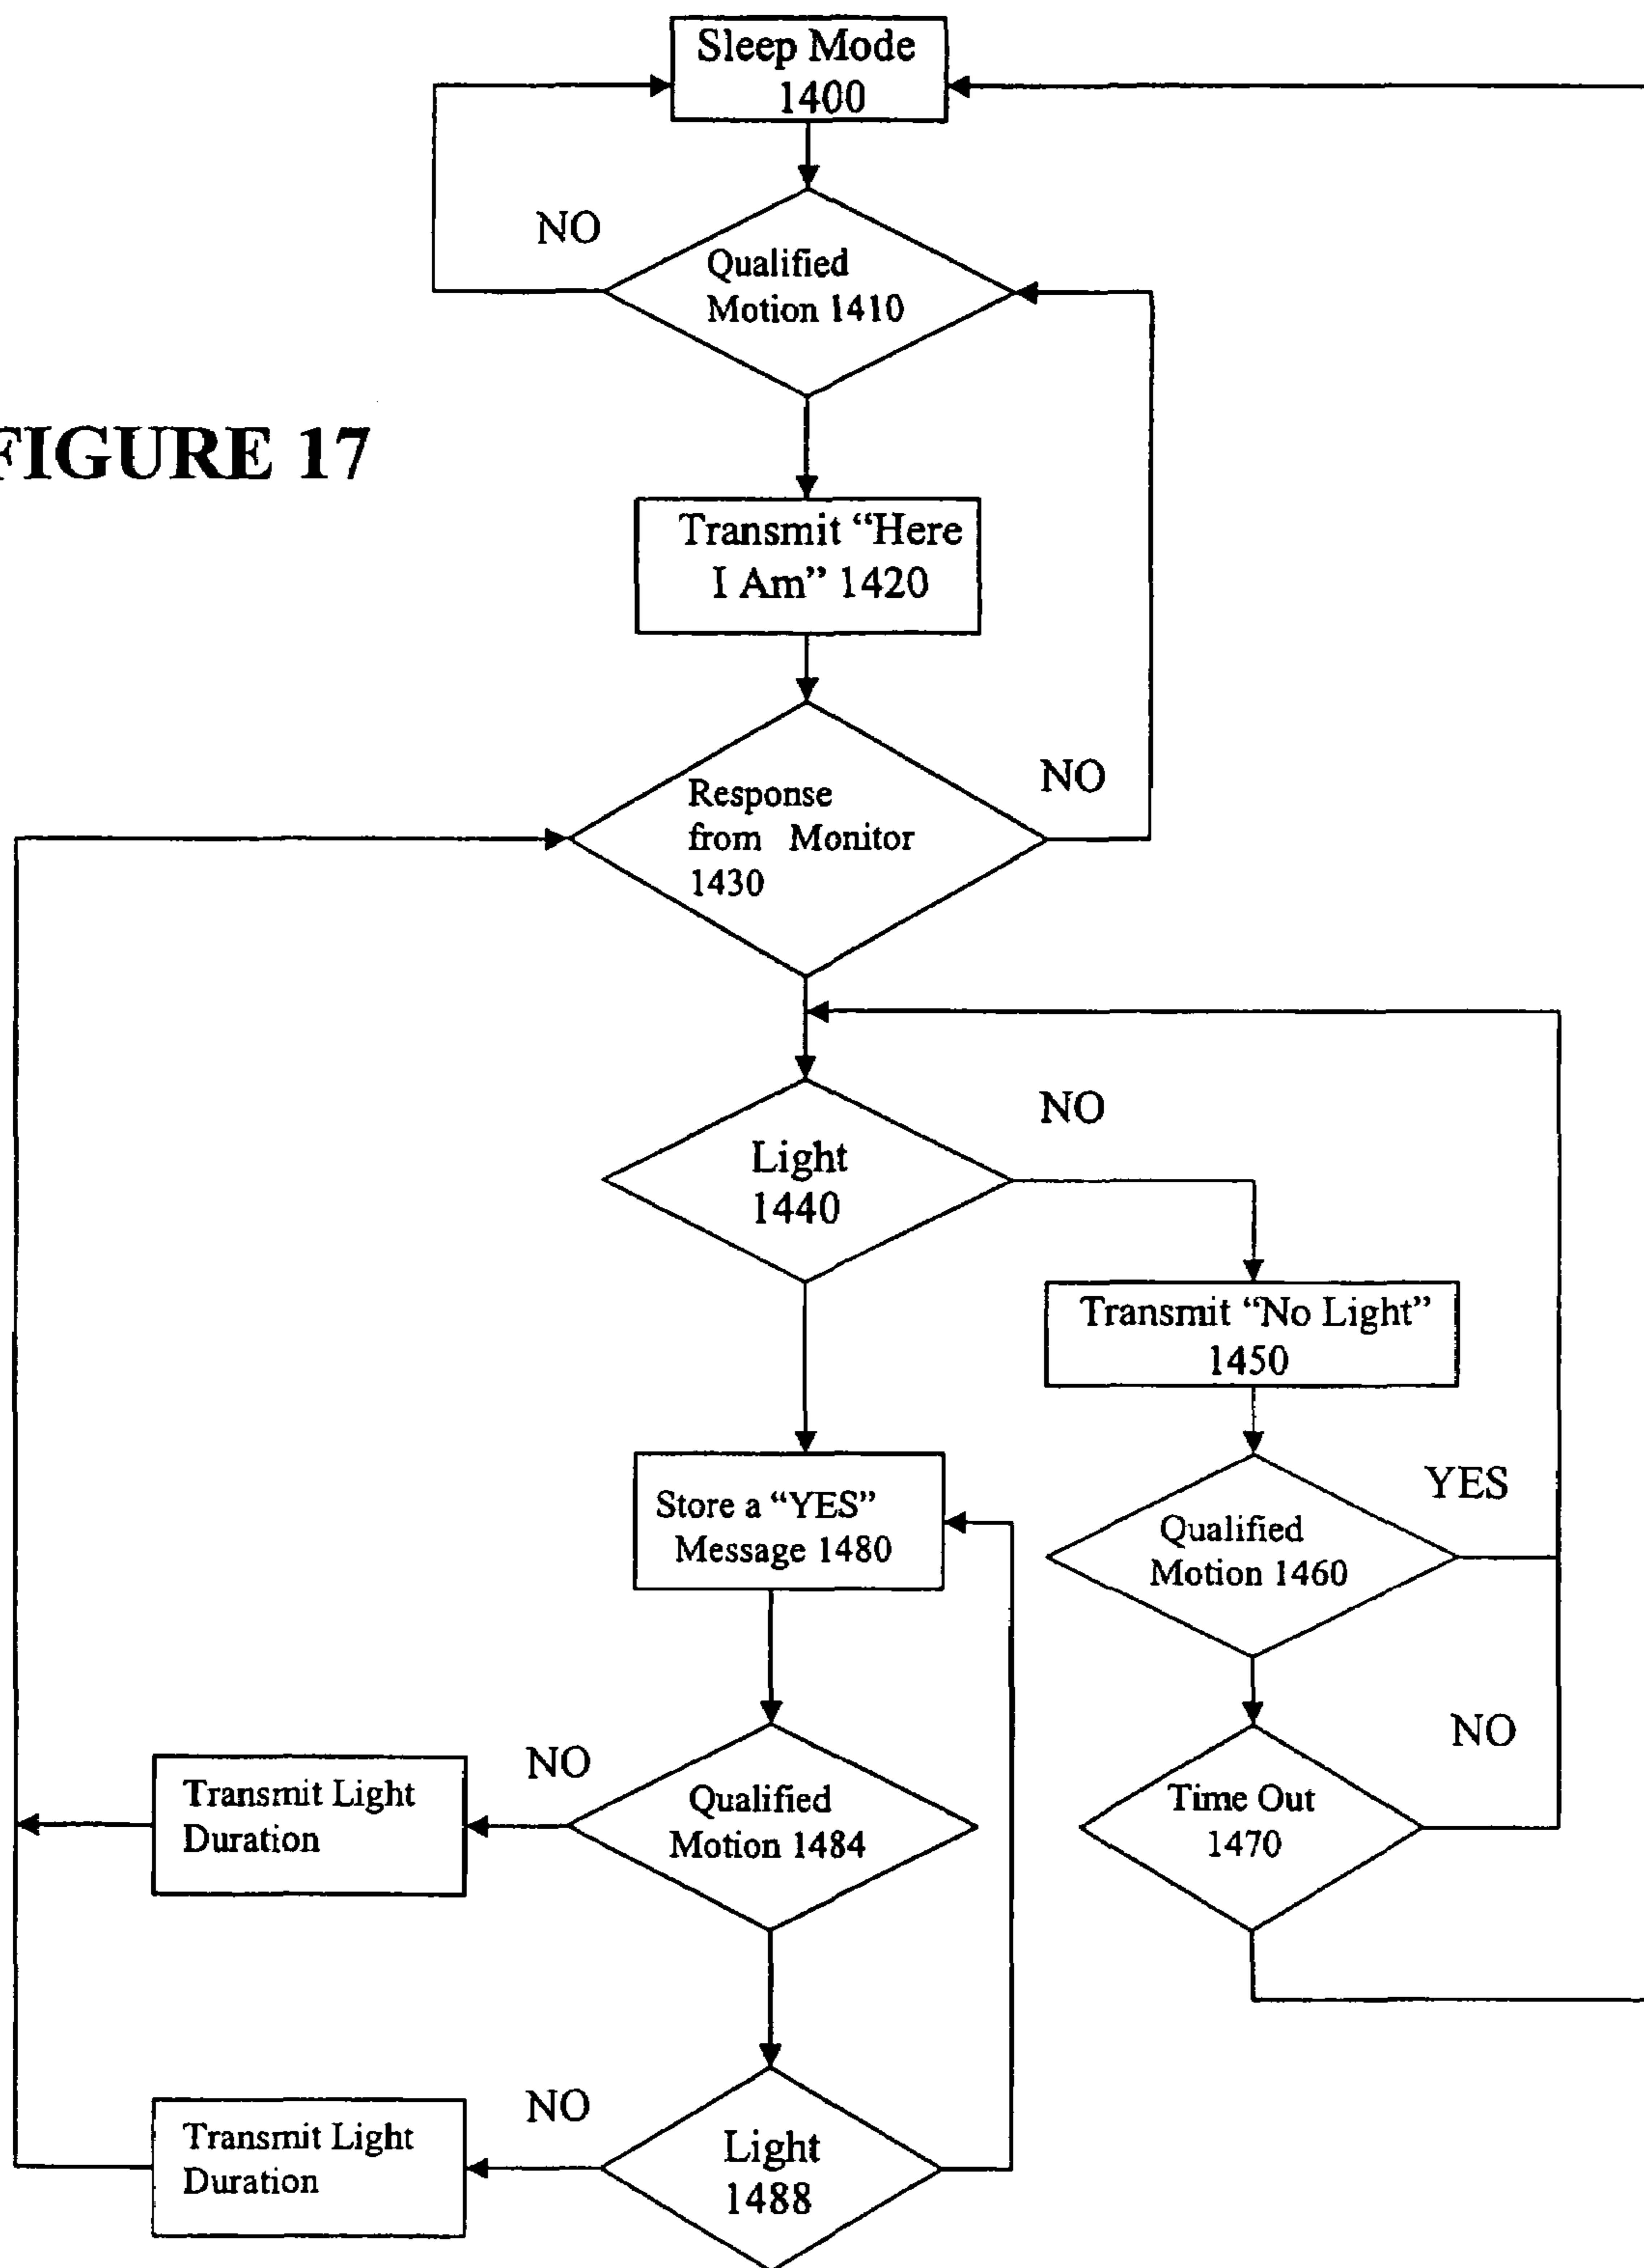 Sleep Mode
1400
NO
Qualified
Motion 1410
FIGURE 17
Transmit “Here
I Am” 1420
NO
Response
from Monitor
1430
NO
Light
1440
Transmit “No Light”
1450
YES
Store a “YES”
Message 1480
Qualified
Motion 1460
NO
NO
Transmit Light
Duration
Qualified
Motion 1484
Time Out
1470
NO
Transmit Light
Duration
Light
1488